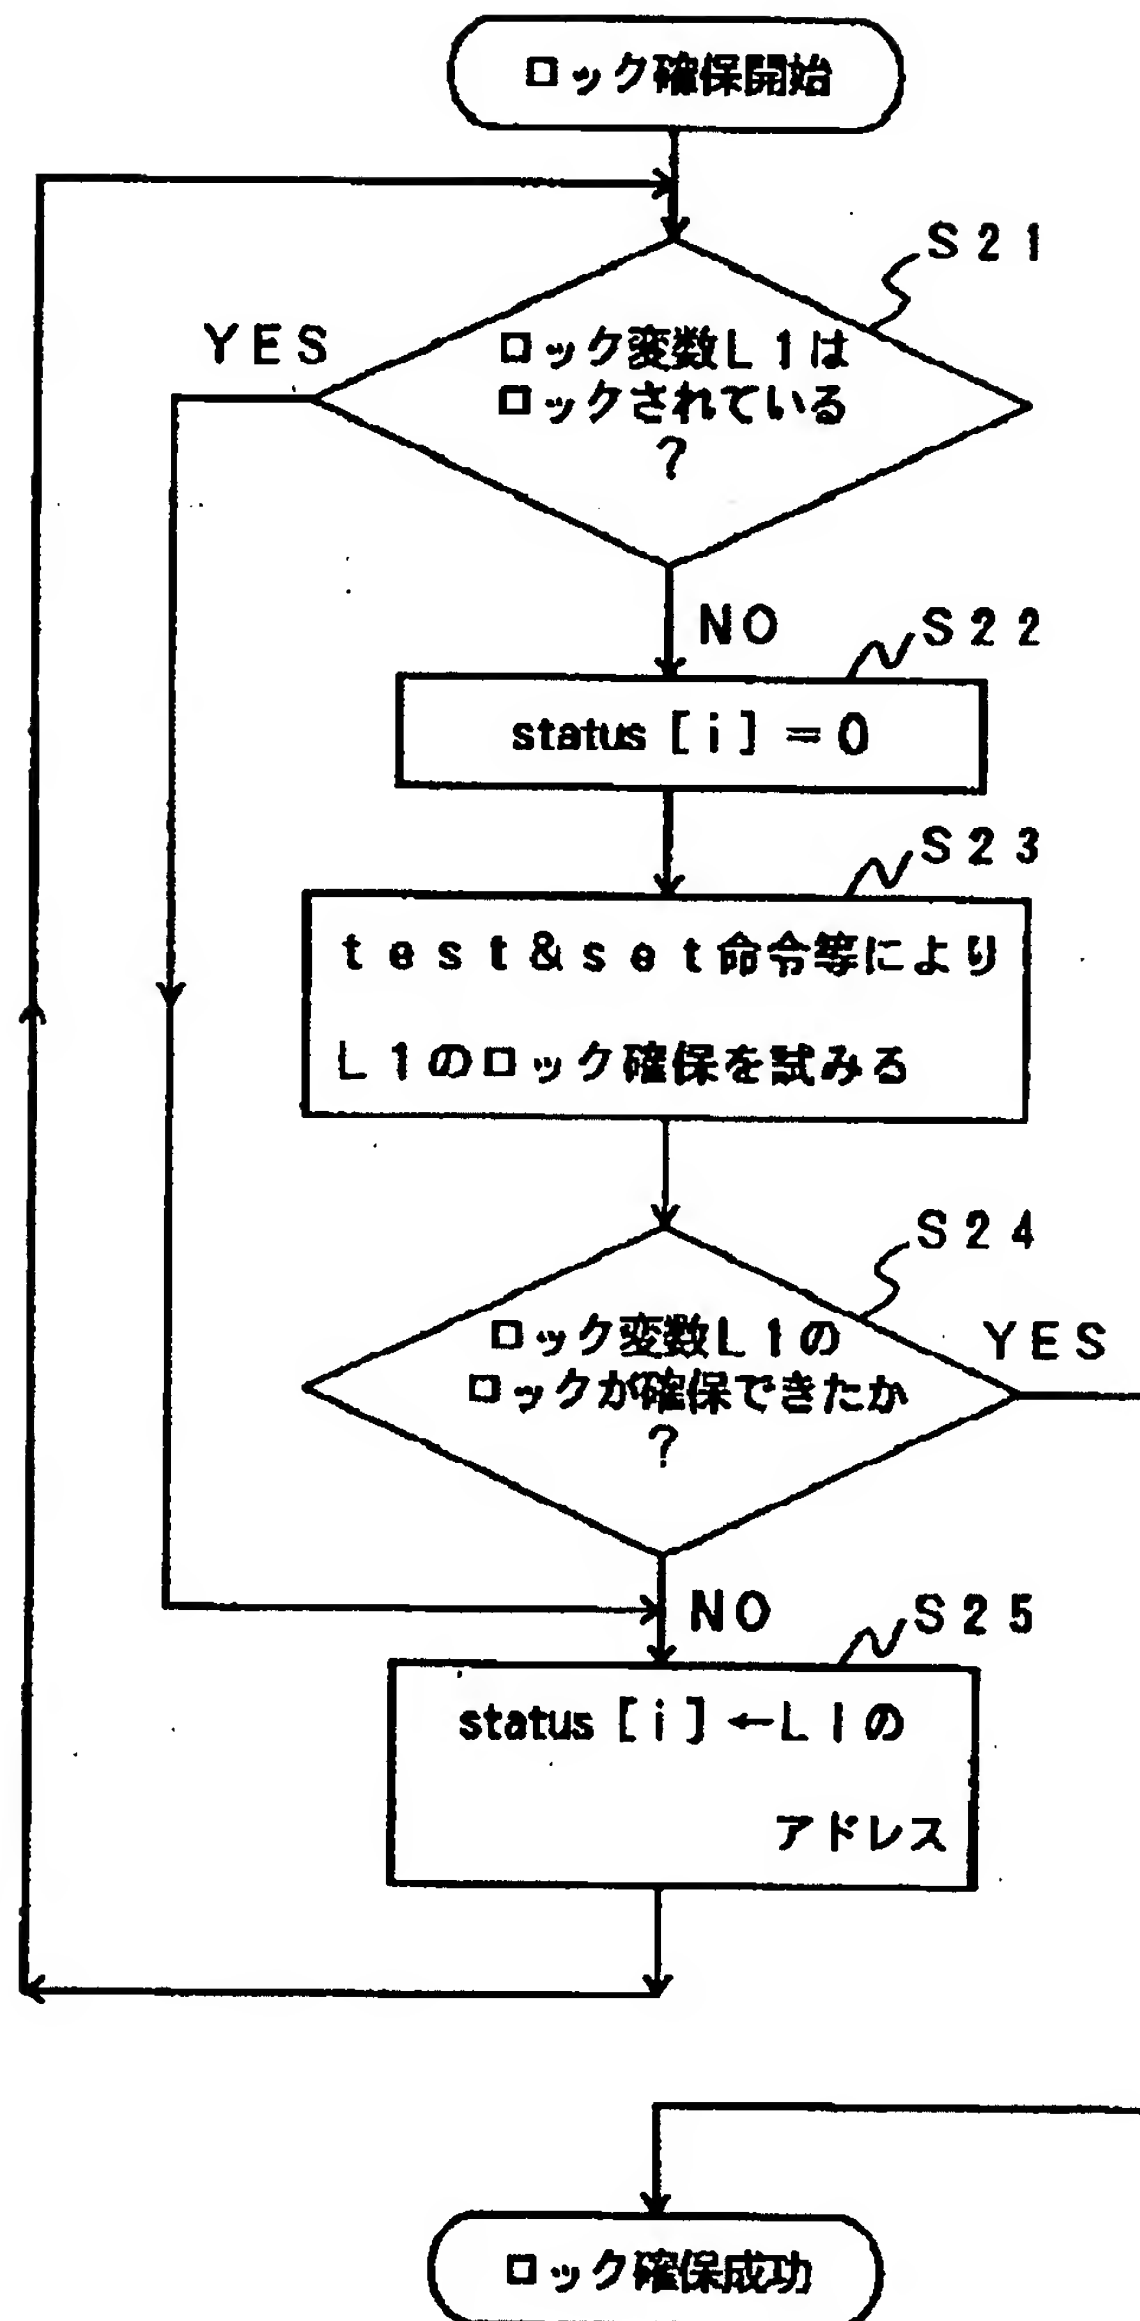 ロック確保開始
S21
YES
ロック変数L1は
ロックされている
?
NO
S22
status[i]=0
S23
test&set命令等により
L1のロック確保を試みる
S24
ロック変数L1の
ロックが確保できたか
?
YES
NO
S25
status[i]←L1の
アドレス
ロック確保成功